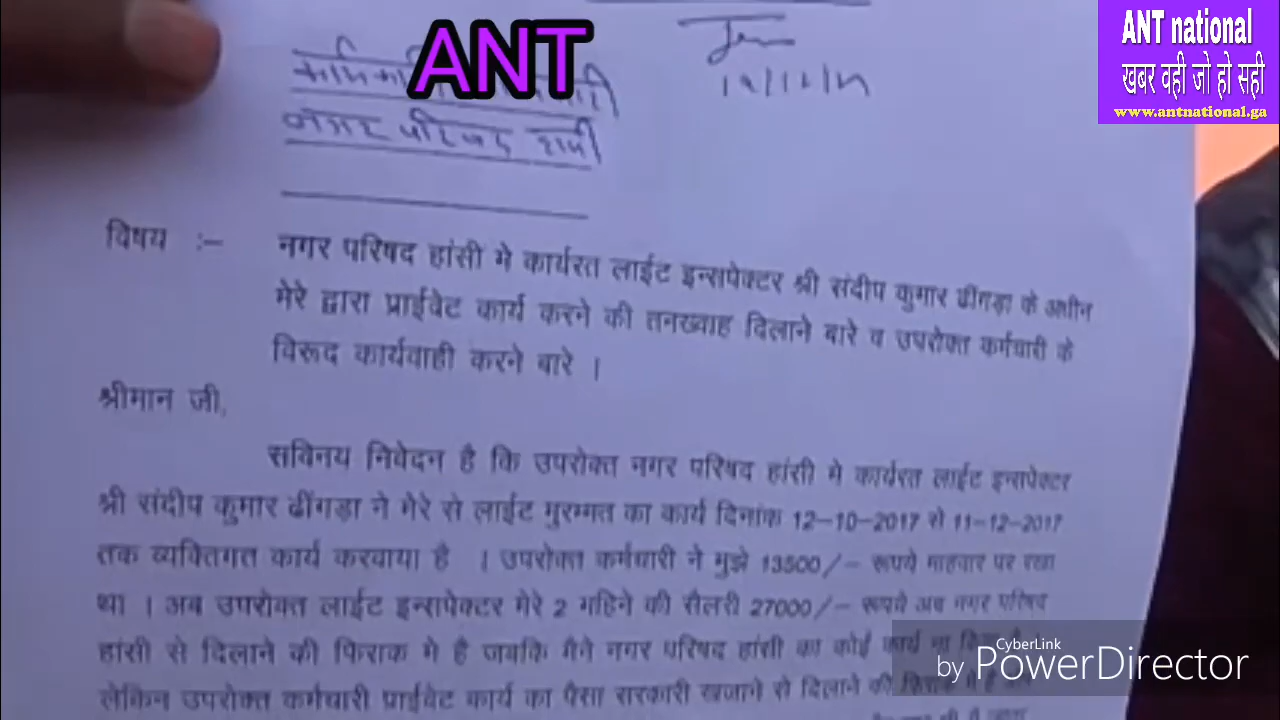 ANT
ANT national
खबर वही जो हो सही
www.antnational.ga
नगर परिषद हांसी
विषय :–
नगर परिषद हांसी मे कार्यरत लाईट इन्सपेक्टर श्री संदीप कुमार ढींगड़ा के अधीन
मेरे द्वारा प्राईवेट कार्य करने की तनख्वाह दिलाने बारे व उपरोक्त कर्मचारी के
विरूद कार्यवाही करने बारे ।
श्रीमान जी,
सविनय निवेदन है कि उपरोक्त नगर परिषद हांसी मे कार्यरत लाईट इन्सपेक्टर
श्री संदीप कुमार ढींगड़ा ने मेरे से लाईट मुरम्मत का कार्य दिनांक 12–10–2017 से 11–12–2017
तक व्यक्तिगत कार्य करवाया है । उपरोक्त कर्मचारी ने मुझे 13500/– रूपये माहवार पर रखा
था । अब उपरोक्त लाईट इन्सपेक्टर मेरे 2 महिने की सैलरी 27000/– रूपये अब नगर परिषद
हांसी से दिलाने की फिराक मे है जबकि मैने नगर परिषद हांसी का कोई कार्य
लेकिन उपरोक्त कर्मचारी प्राईवेट कार्य का पैसा सरकारी खजाने से दिलाने की फिराक मे है
CyberLink
by PowerDirector